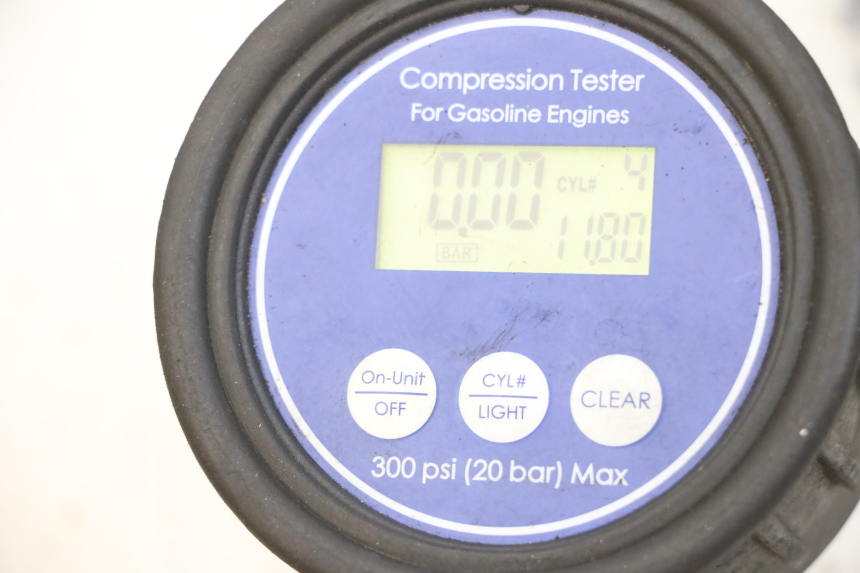 Compression Tester
For Gasoline Engines
0.00 CYL# 4
BAR 11.80
On-Unit
OFF
CYL#
LIGHT
CLEAR
300 psi (20 bar) Max